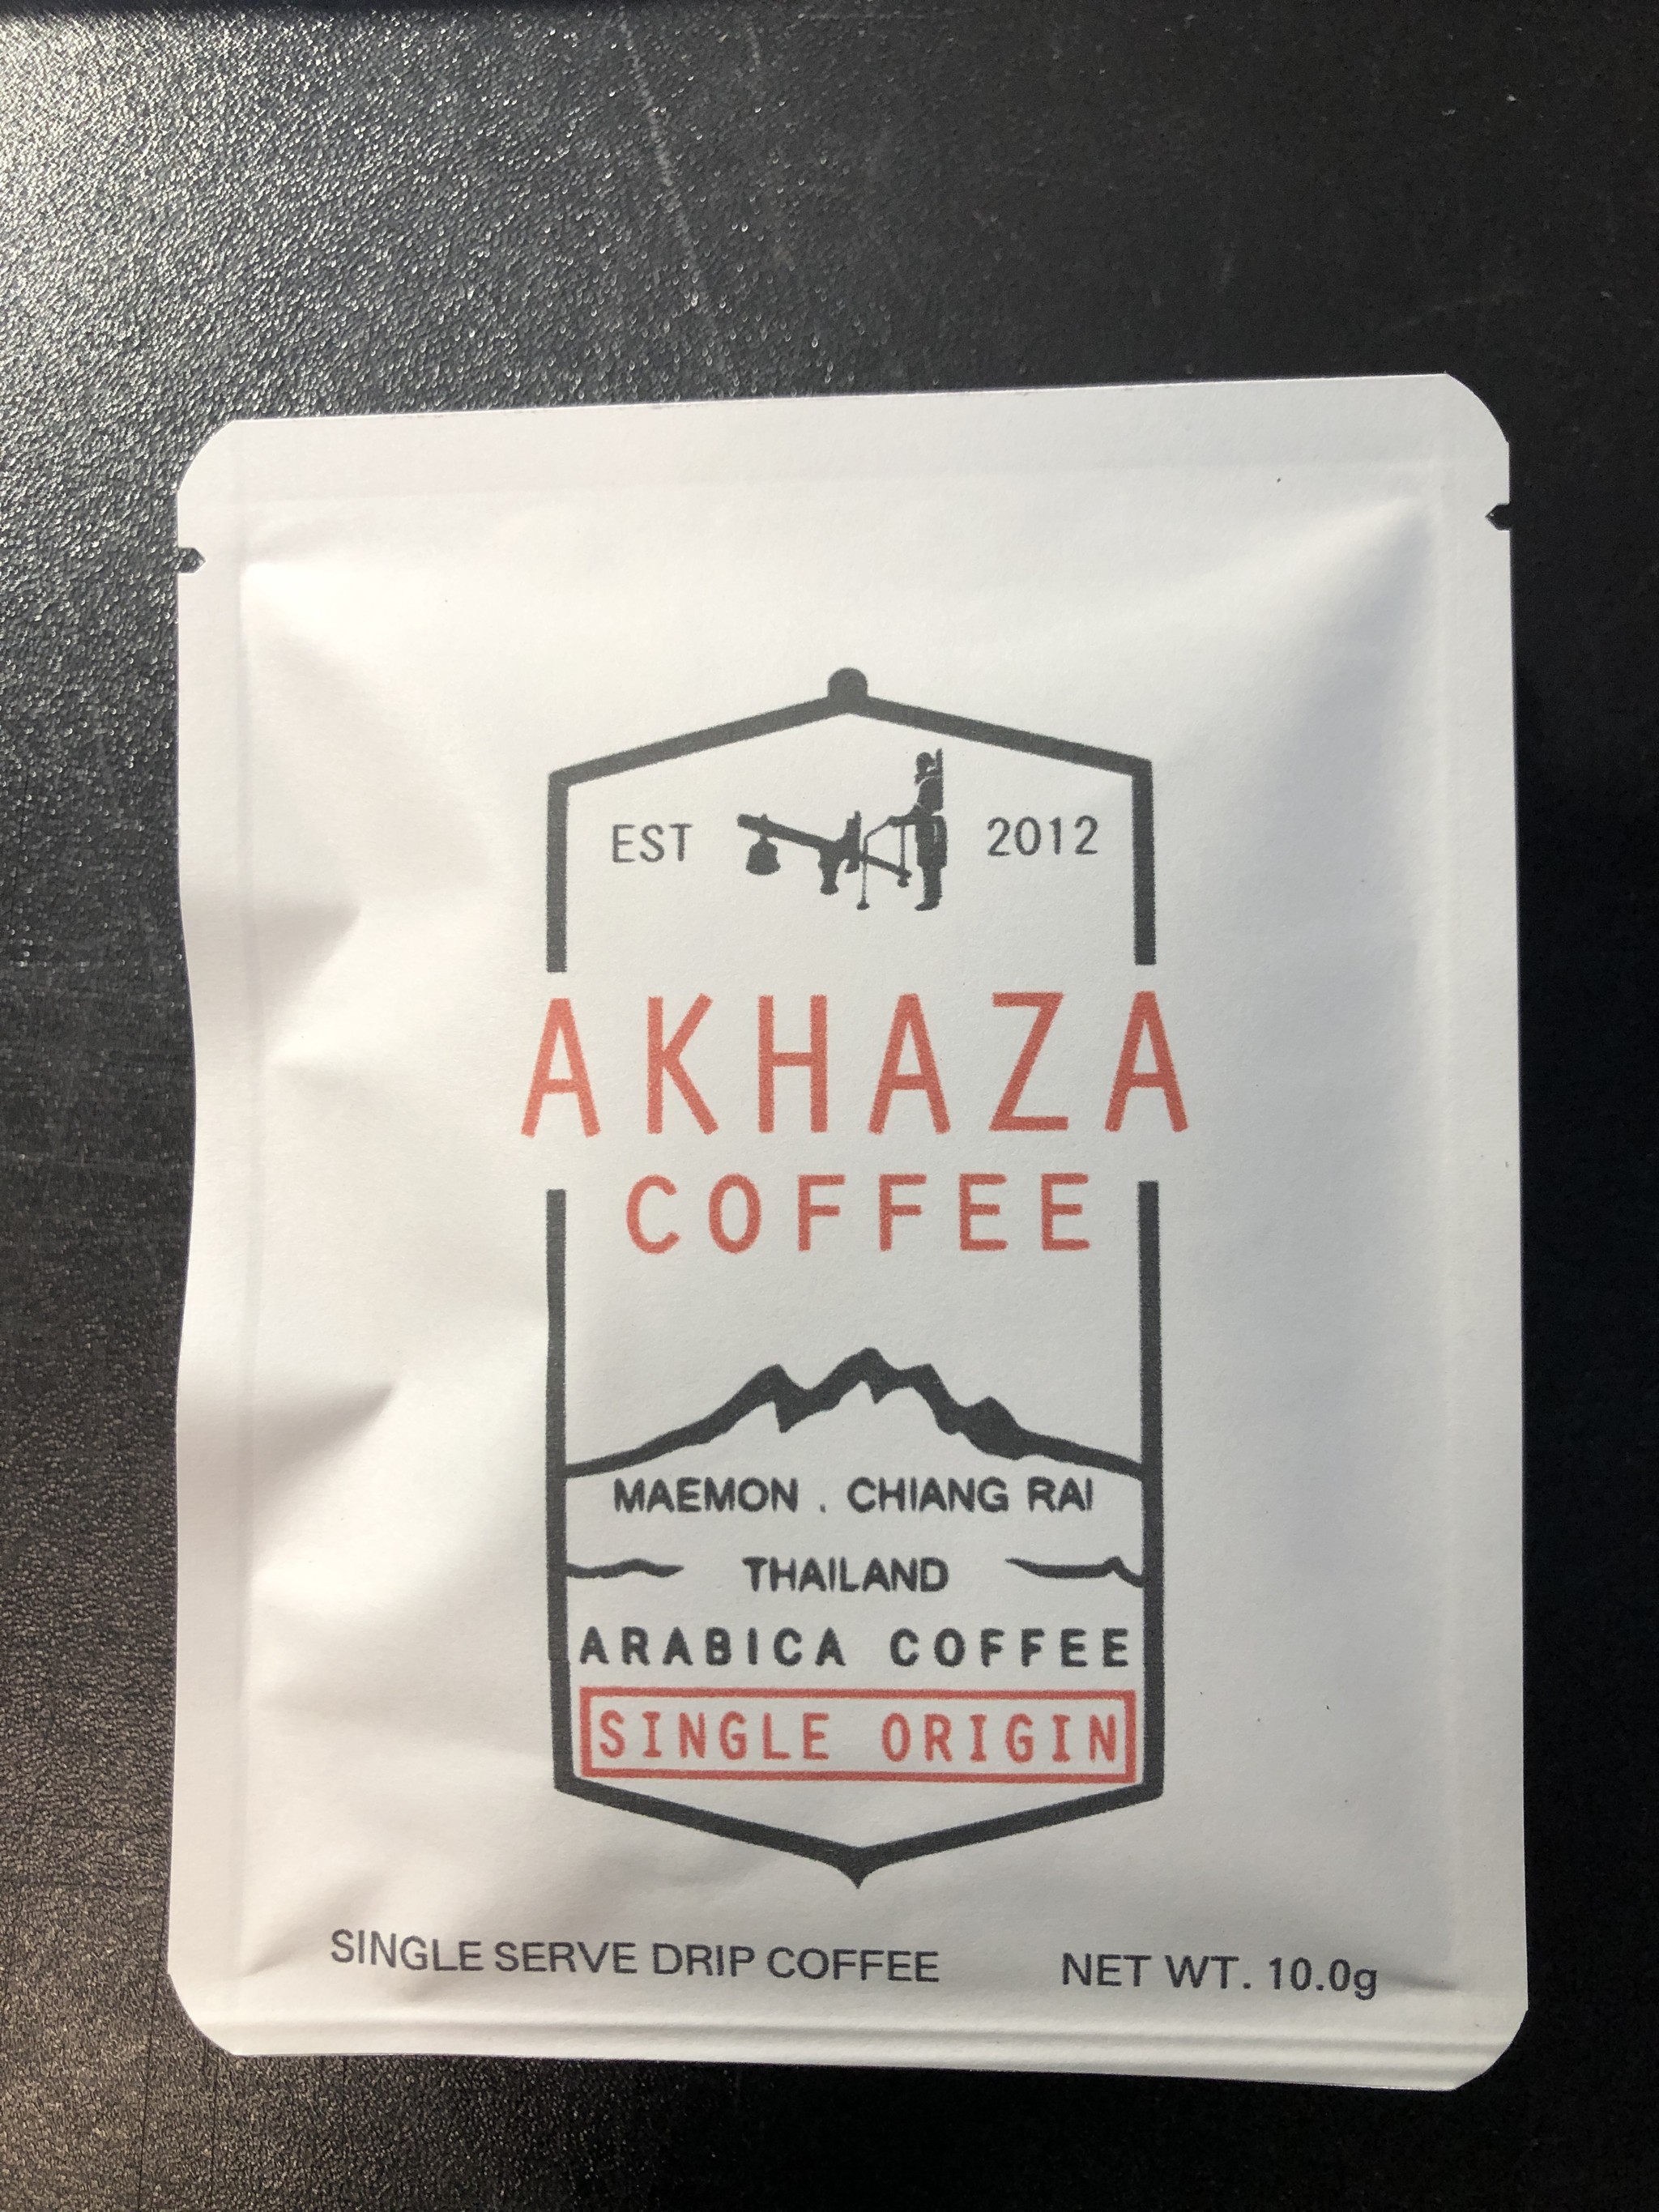 EST 2012
AKHAZA
COFFEE
MAEMON . CHIANG RAI
THAILAND
ARABICA COFFEE
SINGLE ORIGIN
SINGLE SERVE DRIP COFFEE NET WT. 10.0g